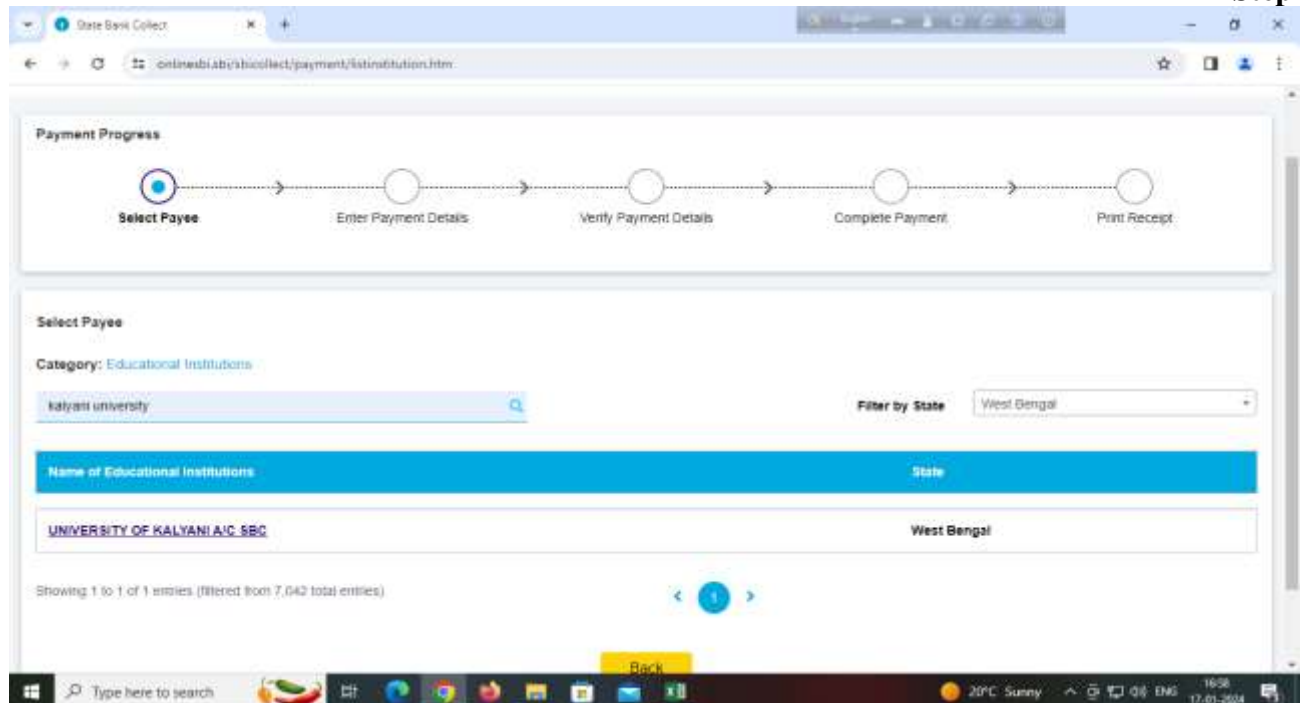 Step
State Bank Collect
onlinesbi.sbi/sbicollect/payment/listinstitution.htm
Payment Progress
Select Payee
Enter Payment Details
Verify Payment Details
Complete Payment
Print Receipt
Select Payee
Category: Educational Institutions
kalyani university
Filter by State
West Bengal
Name of Educational Institutions
State
UNIVERSITY OF KALYANI A/C SBC
West Bengal
Showing 1 to 1 of 1 entries (filtered from 7,042 total entries)
1
Back
Type here to search
20°C Sunny
ENG
16:58
17-01-2024